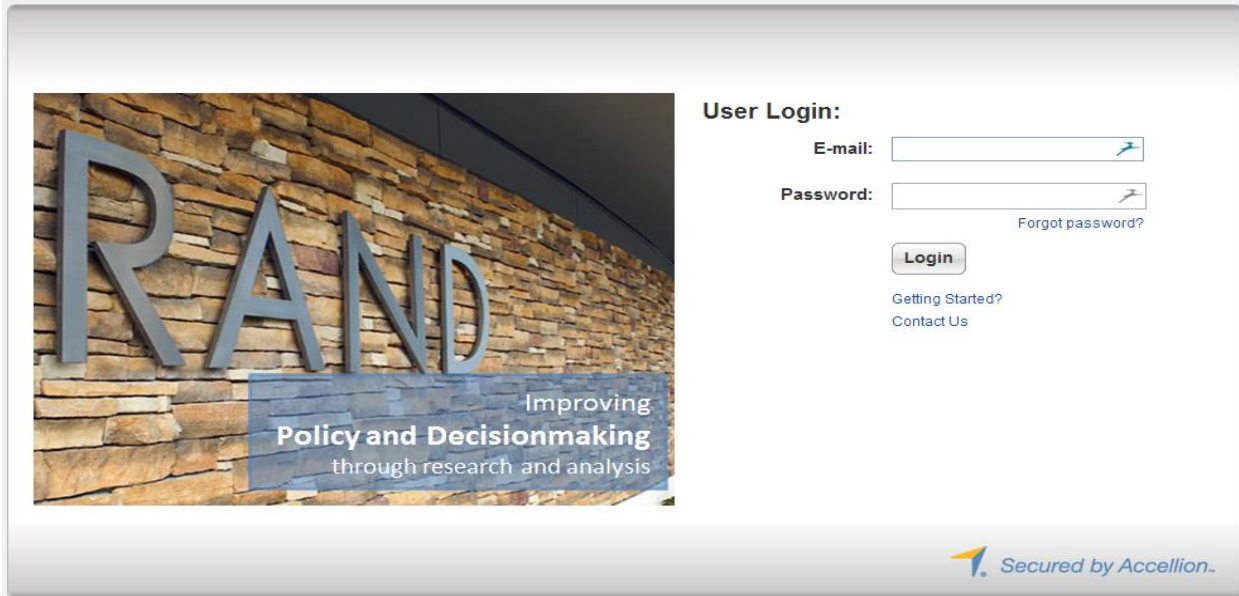 RAND
Improving
Policy and Decisionmaking
through research and analysis
User Login:
E-mail:
Password:
Forgot password?
Login
Getting Started?
Contact Us
Secured by Accellion™